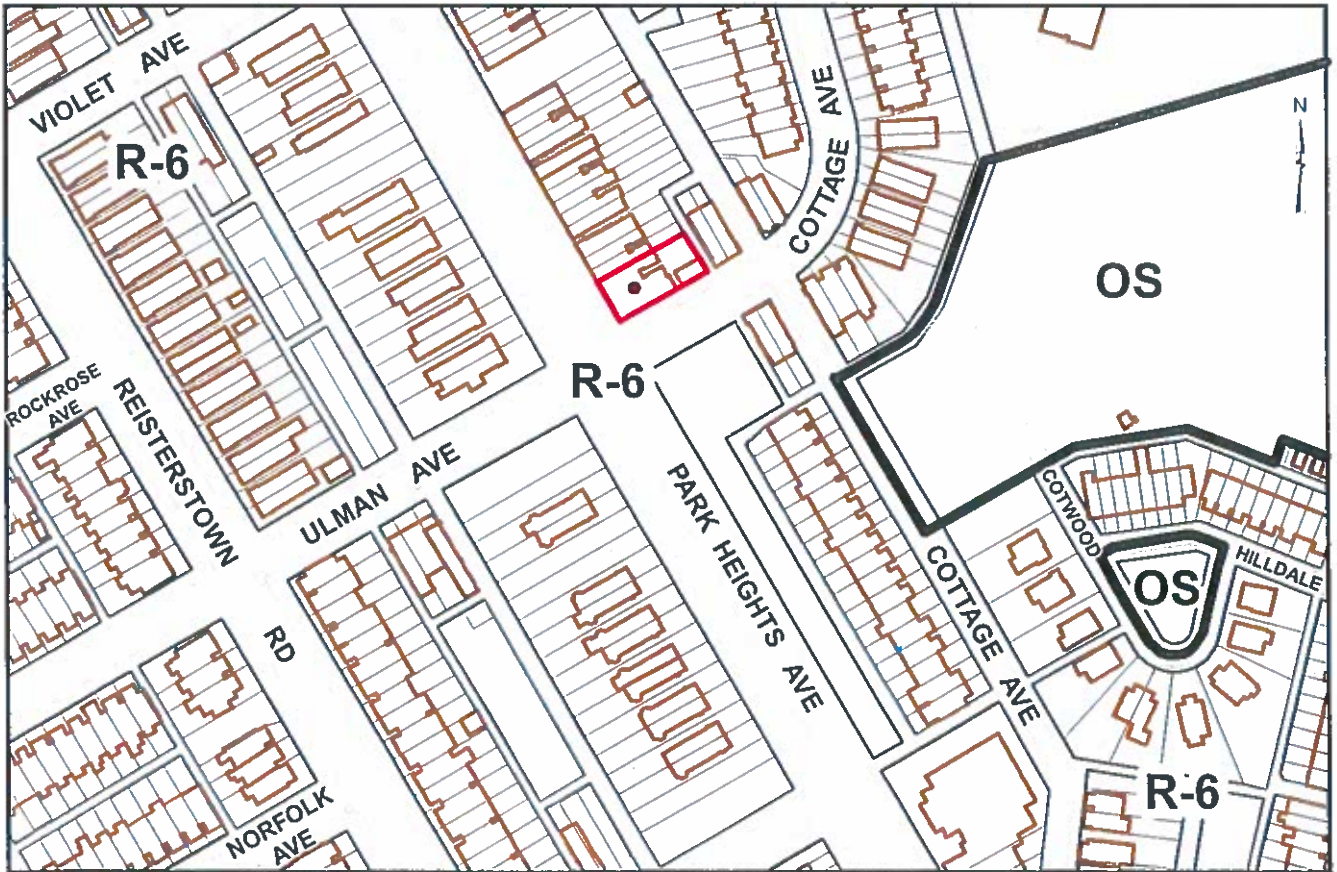 VIOLET AVE
R-6
COTTAGE AVE
N
OS
R-6
ROCKROSE
AVE
REISTERSTOWN
RD
ULMAN AVE
PARK HEIGHTS AVE
COTWOOD
HILLDALE
OS
COTTAGE AVE
R-6
NORFOLK
AVE